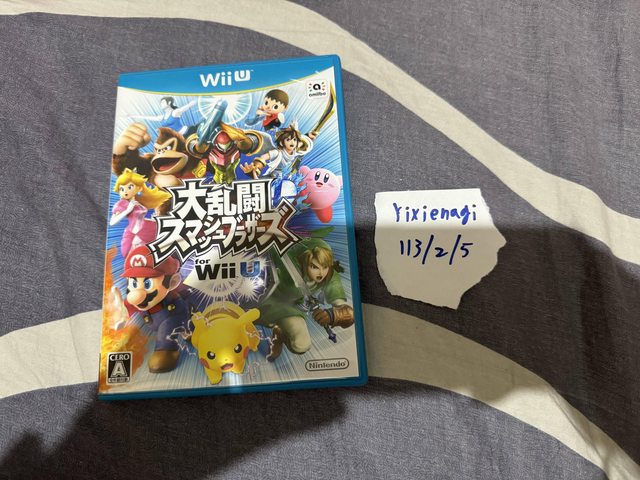 Wii U
amiibo
大乱闘
スマッシュブラザーズ
for
Wii U
CERO
A
Nintendo
Yixienagi
113/2/5